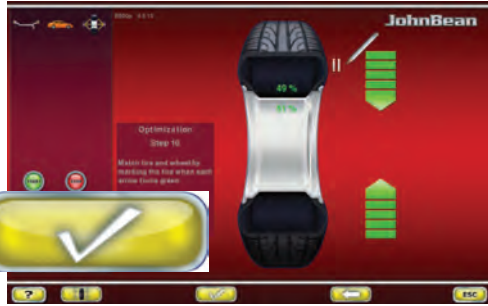 JohnBean
49 %
51 %
Optimization
Step 16
Match tire and wheel by
marking the tire when each
arrow turns green
?
ESC